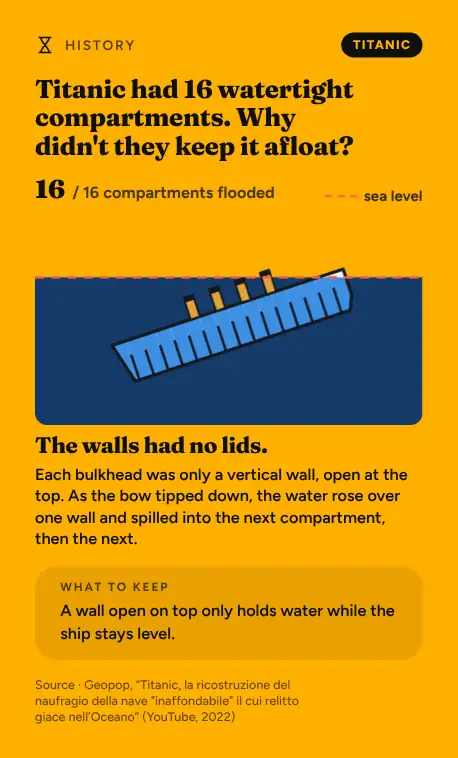 HISTORY
TITANIC
Titanic had 16 watertight
compartments. Why
didn't they keep it afloat?
16 / 16 compartments flooded
sea level
The walls had no lids.
Each bulkhead was only a vertical wall, open at the
top. As the bow tipped down, the water rose over
one wall and spilled into the next compartment,
then the next.
WHAT TO KEEP
A wall open on top only holds water while the
ship stays level.
Source · Geopop, "Titanic, la ricostruzione del
naufragio della nave "inaffondabile" il cui relitto
giace nell'Oceano" (YouTube, 2022)